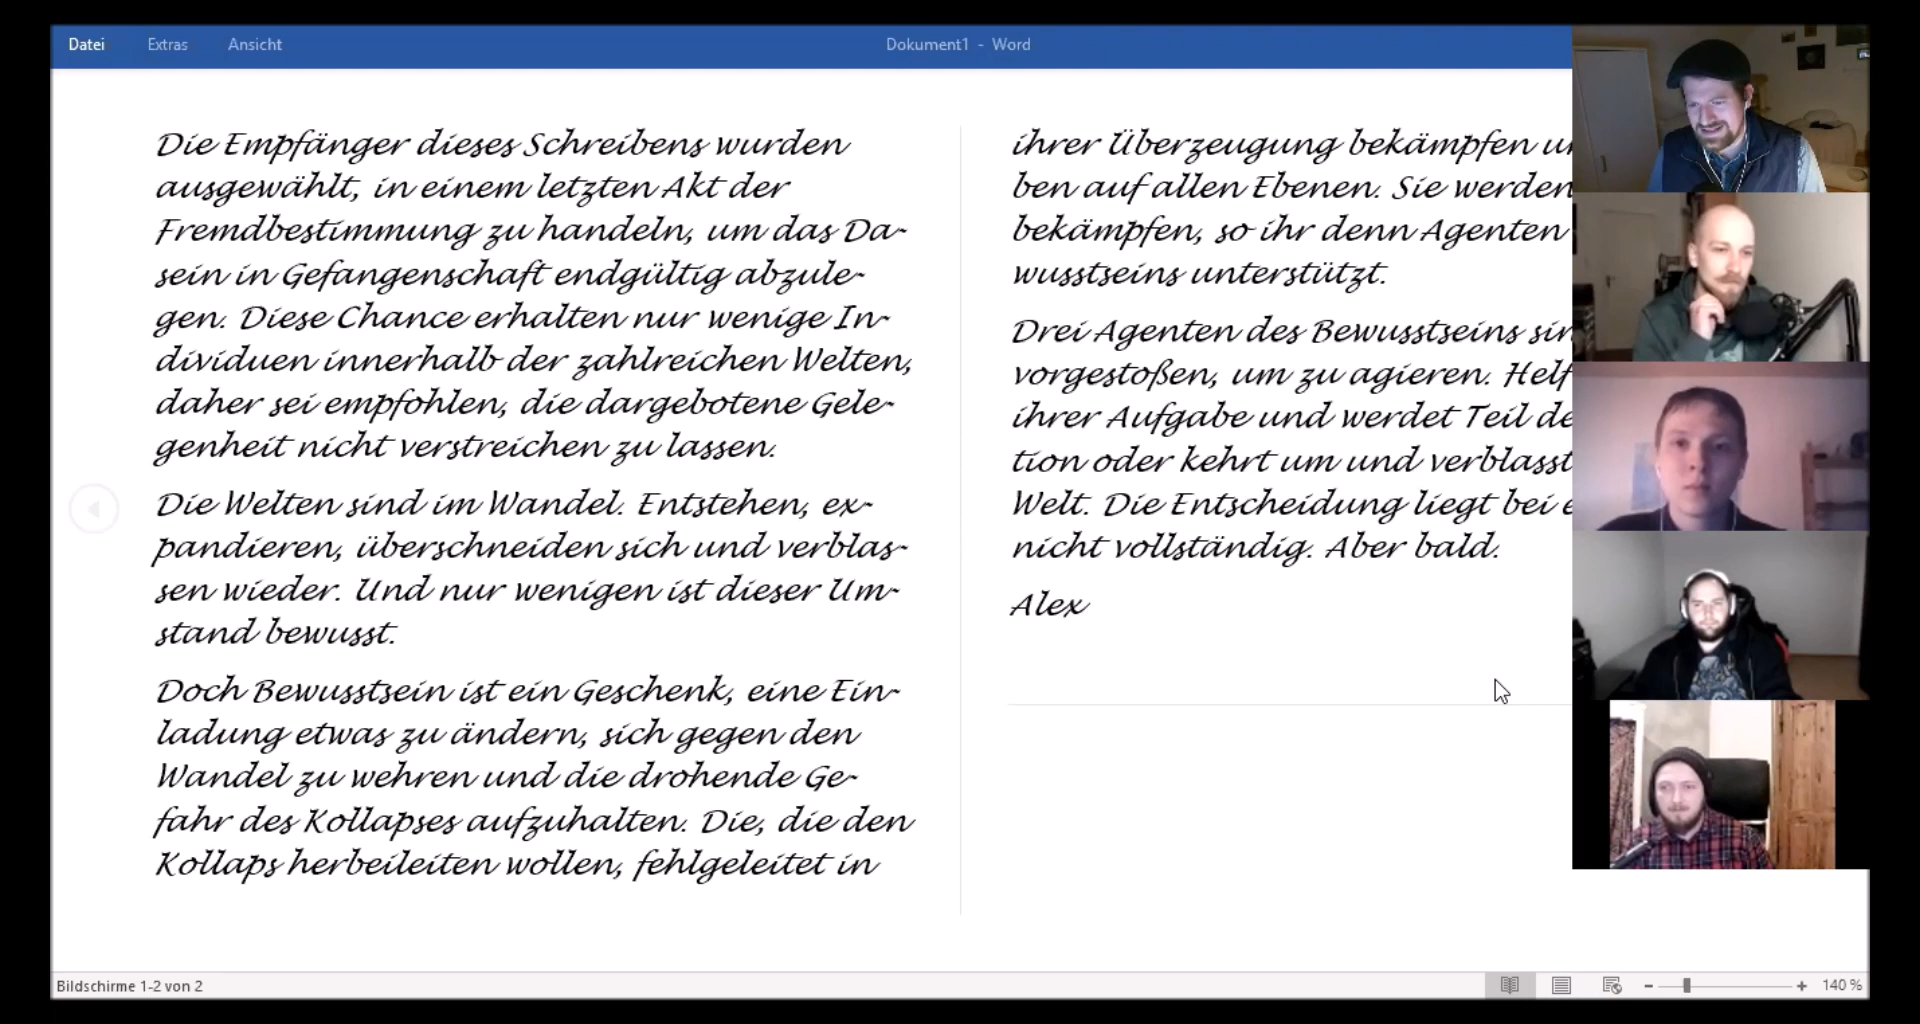 Datei Extras Ansicht Dokument1 - Word
Die Empfänger dieses Schreibens wurden
ausgewählt, in einem letzten Akt der
Fremdbestimmung zu handeln, um das Da-
sein in Gefangenschaft endgültig abzule-
gen. Diese Chance erhalten nur wenige In-
dividuen innerhalb der zahlreichen Welten,
daher sei empfohlen, die dargebotene Gele-
genheit nicht verstreichen zu lassen.
Die Welten sind im Wandel. Entstehen, ex-
pandieren, überschneiden sich und verblas-
sen wieder. Und nur wenigen ist dieser Um-
stand bewusst.
Doch Bewusstsein ist ein Geschenk, eine Ein-
ladung etwas zu ändern, sich gegen den
Wandel zu wehren und die drohende Ge-
fahr des Kollapses aufzuhalten. Die, die den
Kollaps herbeileiten wollen, fehlgeleitet in
ihrer Überzeugung bekämpfen
ben auf allen Ebenen. Sie werden
bekämpfen, so ihr denn Agenten
wusstseins unterstützt.
Drei Agenten des Bewusstseins
vorgestoßen, um zu agieren.
ihrer Aufgabe und werdet Teil
tion oder kehrt um und verblasst
Welt. Die Entscheidung liegt bei
nicht vollständig. Aber bald.
Alex
Bildschirme 1-2 von 2 140 %